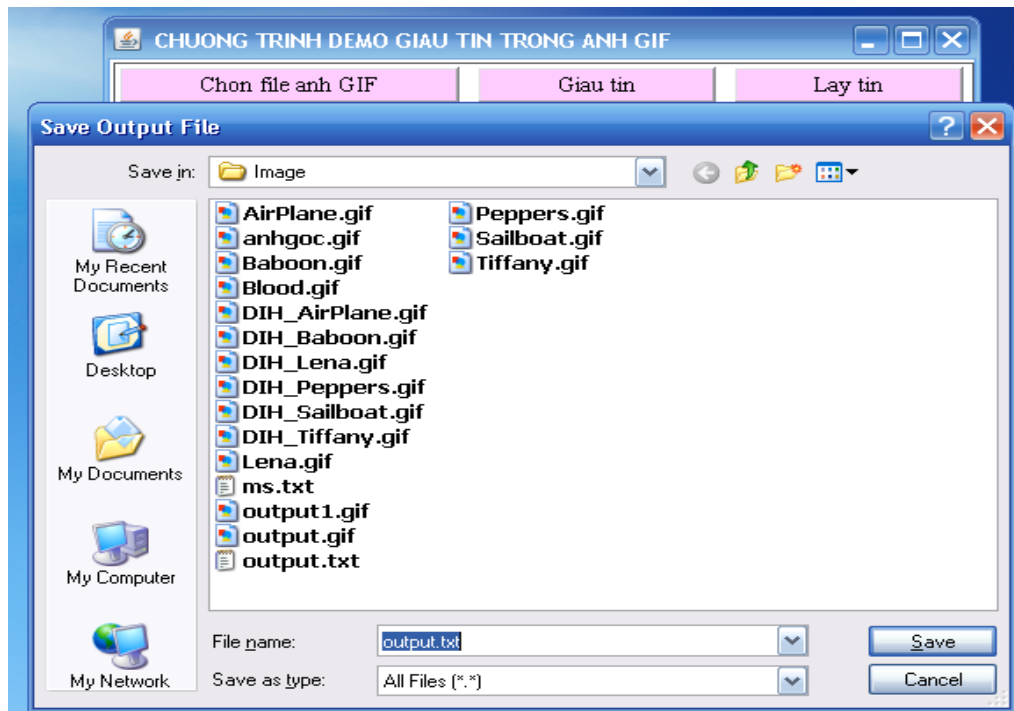 CHUONG TRINH DEMO GIAU TIN TRONG ANH GIF
Chon file anh GIF
Giau tin
Lay tin
Save Output File
Save in:
Image
My Recent
Documents
Desktop
My Documents
My Computer
My Network
AirPlane.gif
anhgoc.gif
Baboon.gif
Blood.gif
DIH_AirPlane.gif
DIH_Baboon.gif
DIH_Lena.gif
DIH_Peppers.gif
DIH_Sailboat.gif
DIH_Tiffany.gif
Lena.gif
ms.txt
output1.gif
output.gif
output.txt
Peppers.gif
Sailboat.gif
Tiffany.gif
File name:
output.txt
Save
Save as type:
All Files (*.*)
Cancel